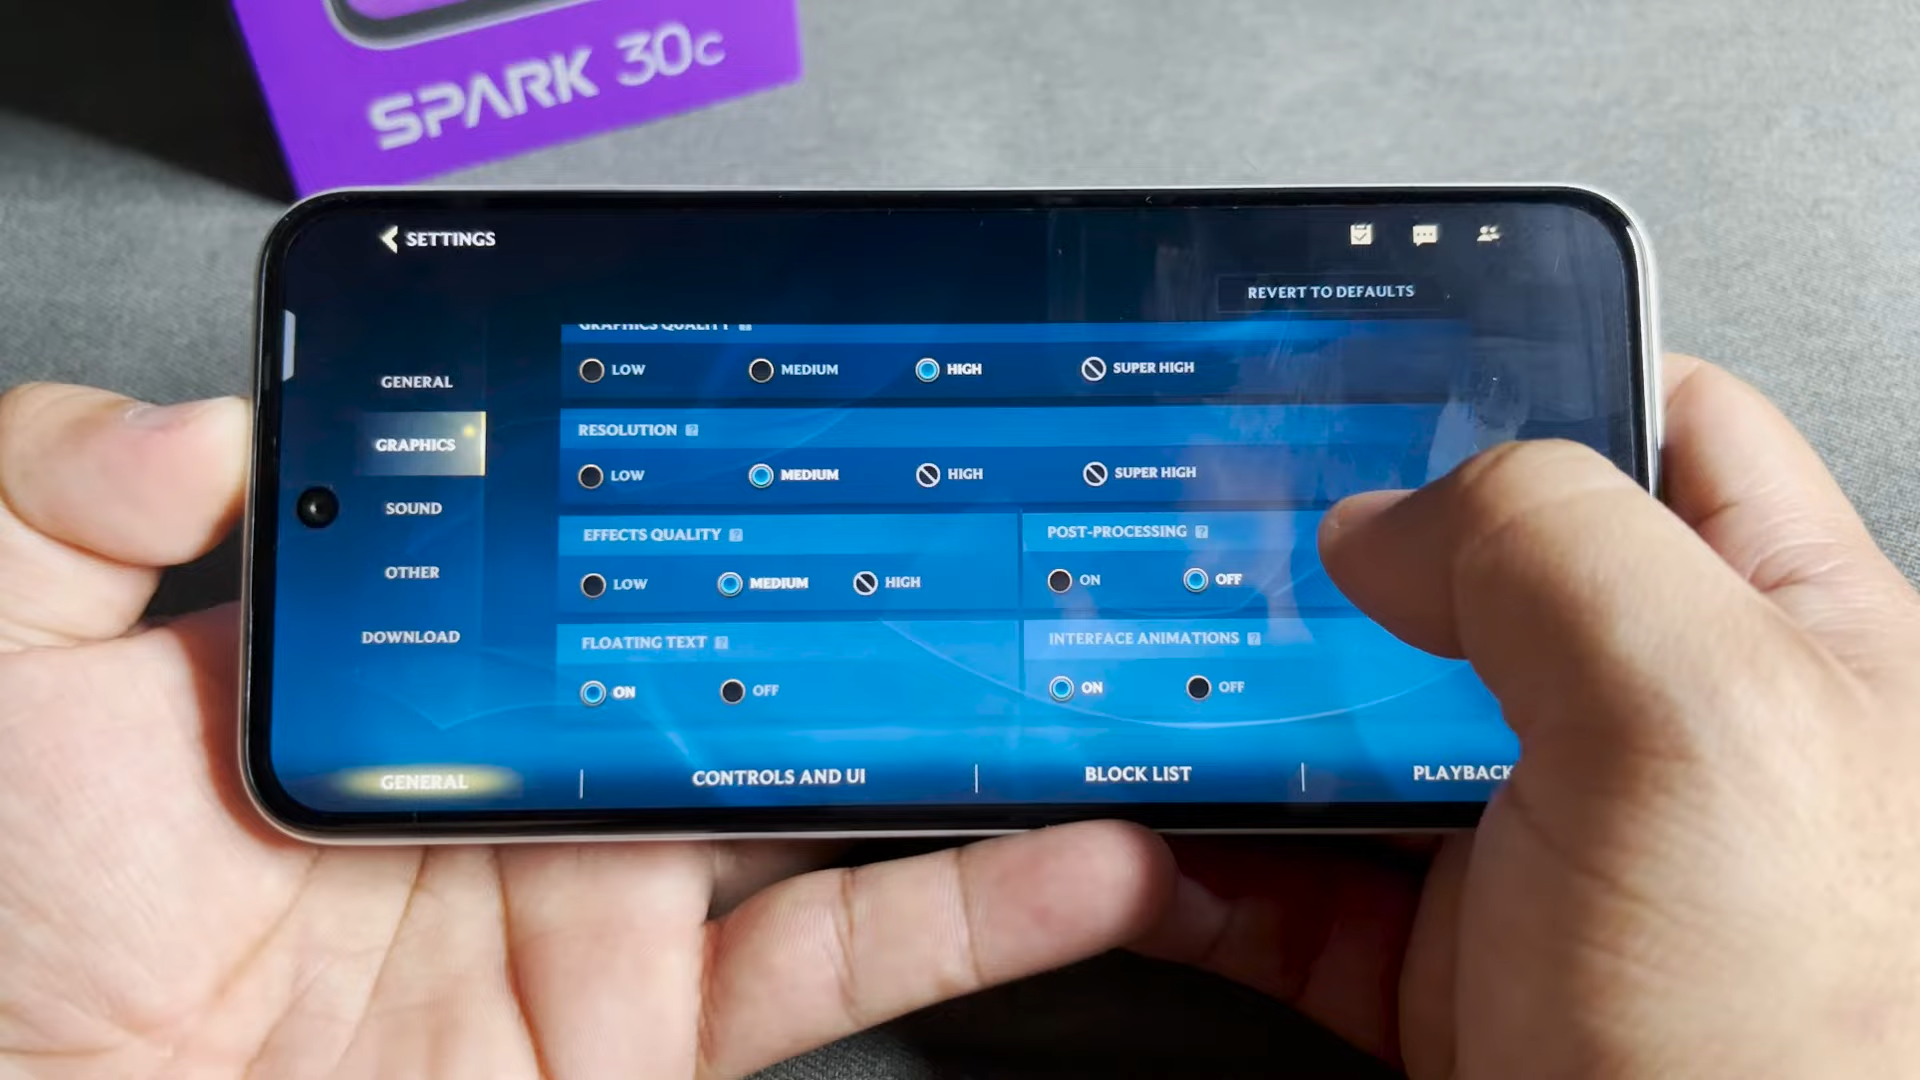 SPARK 30C
SETTINGS
REVERT TO DEFAULTS
GENERAL
GRAPHICS
SOUND
OTHER
DOWNLOAD
GRAPHICS QUALITY
LOW MEDIUM HIGH SUPER HIGH
RESOLUTION
LOW MEDIUM HIGH SUPER HIGH
EFFECTS QUALITY
LOW MEDIUM HIGH
POST-PROCESSING
ON OFF
FLOATING TEXT
ON OFF
INTERFACE ANIMATIONS
ON OFF
GENERAL CONTROLS AND UI BLOCK LIST PLAYBACK